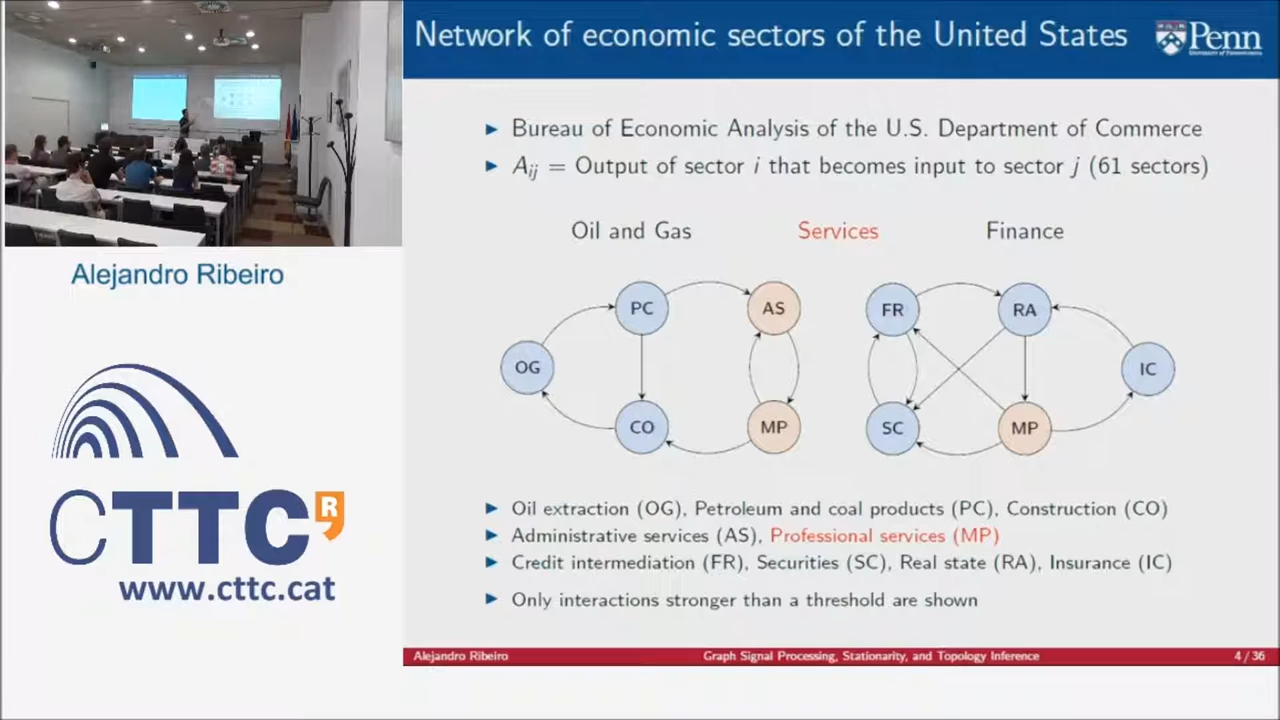 Network of economic sectors of the United States
Penn
UNIVERSITY OF PENNSYLVANIA
Bureau of Economic Analysis of the U.S. Department of Commerce
Aij = Output of sector i that becomes input to sector j (61 sectors)
Oil and Gas Services Finance
PC AS FR RA
OG IC
CO MP SC MP
Oil extraction (OG), Petroleum and coal products (PC), Construction (CO)
Administrative services (AS), Professional services (MP)
Credit intermediation (FR), Securities (SC), Real state (RA), Insurance (IC)
Only interactions stronger than a threshold are shown
Alejandro Ribeiro Graph Signal Processing, Stationarity, and Topology Inference 4 / 36
Alejandro Ribeiro
CTTC R
www.cttc.cat